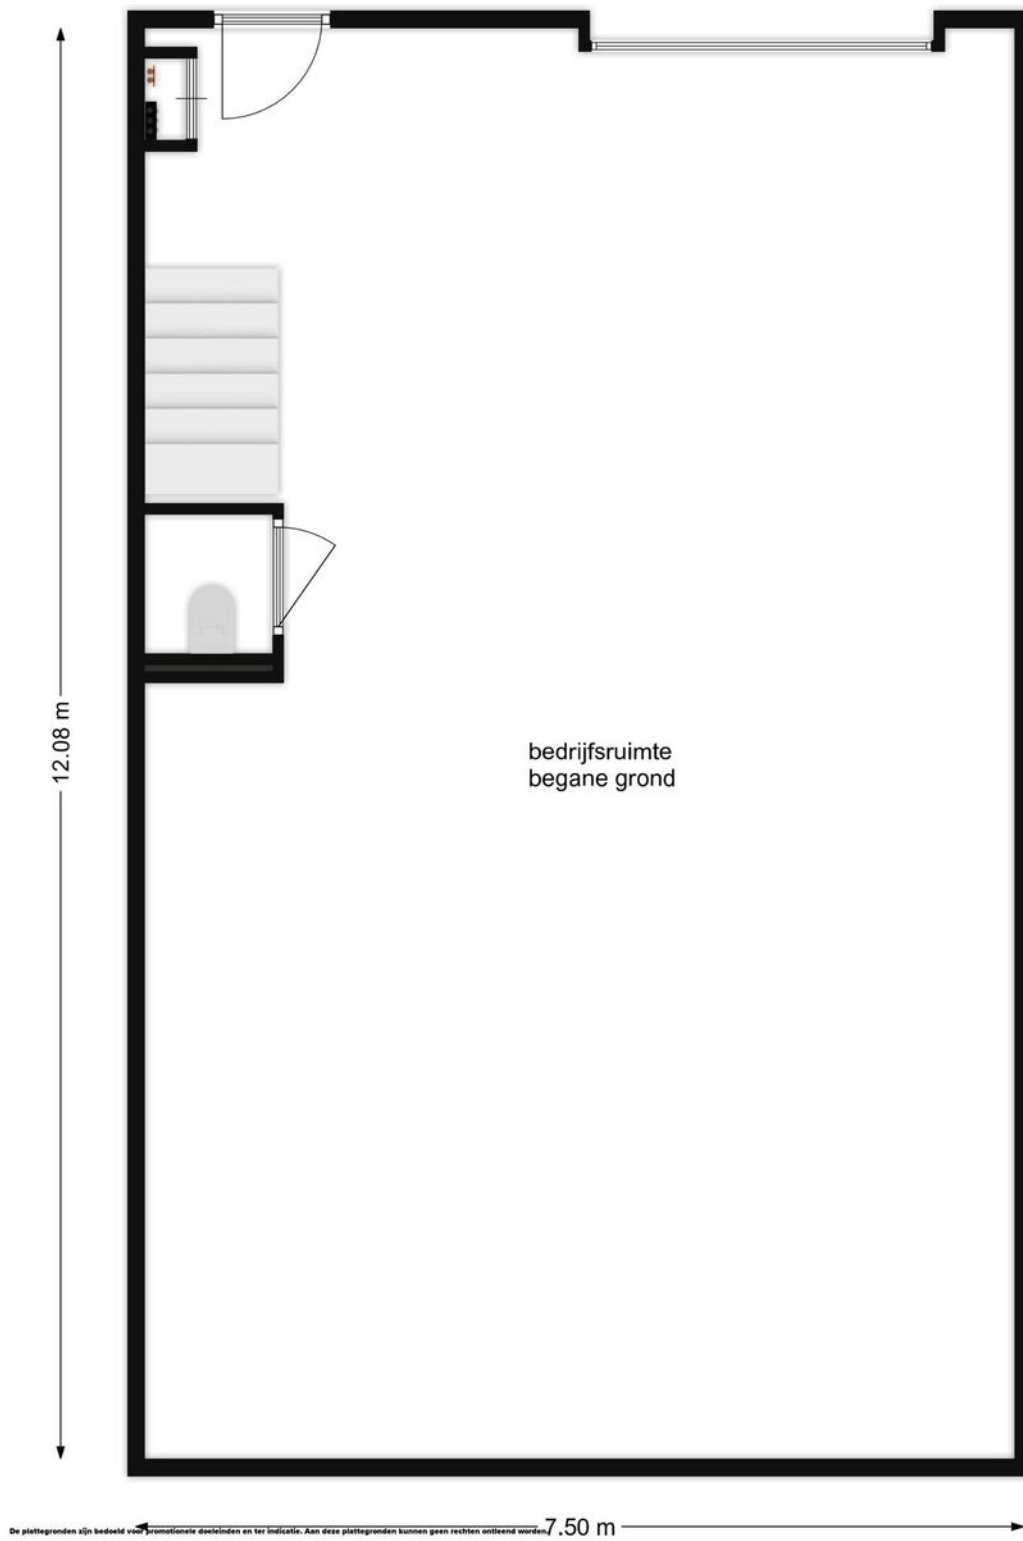 12.08 m
bedrijfsruimte
begane grond
7.50 m
De plattegronden zijn bedoeld voor promotionele doeleinden en ter indicatie. Aan deze plattegronden kunnen geen rechten ontleend worden.